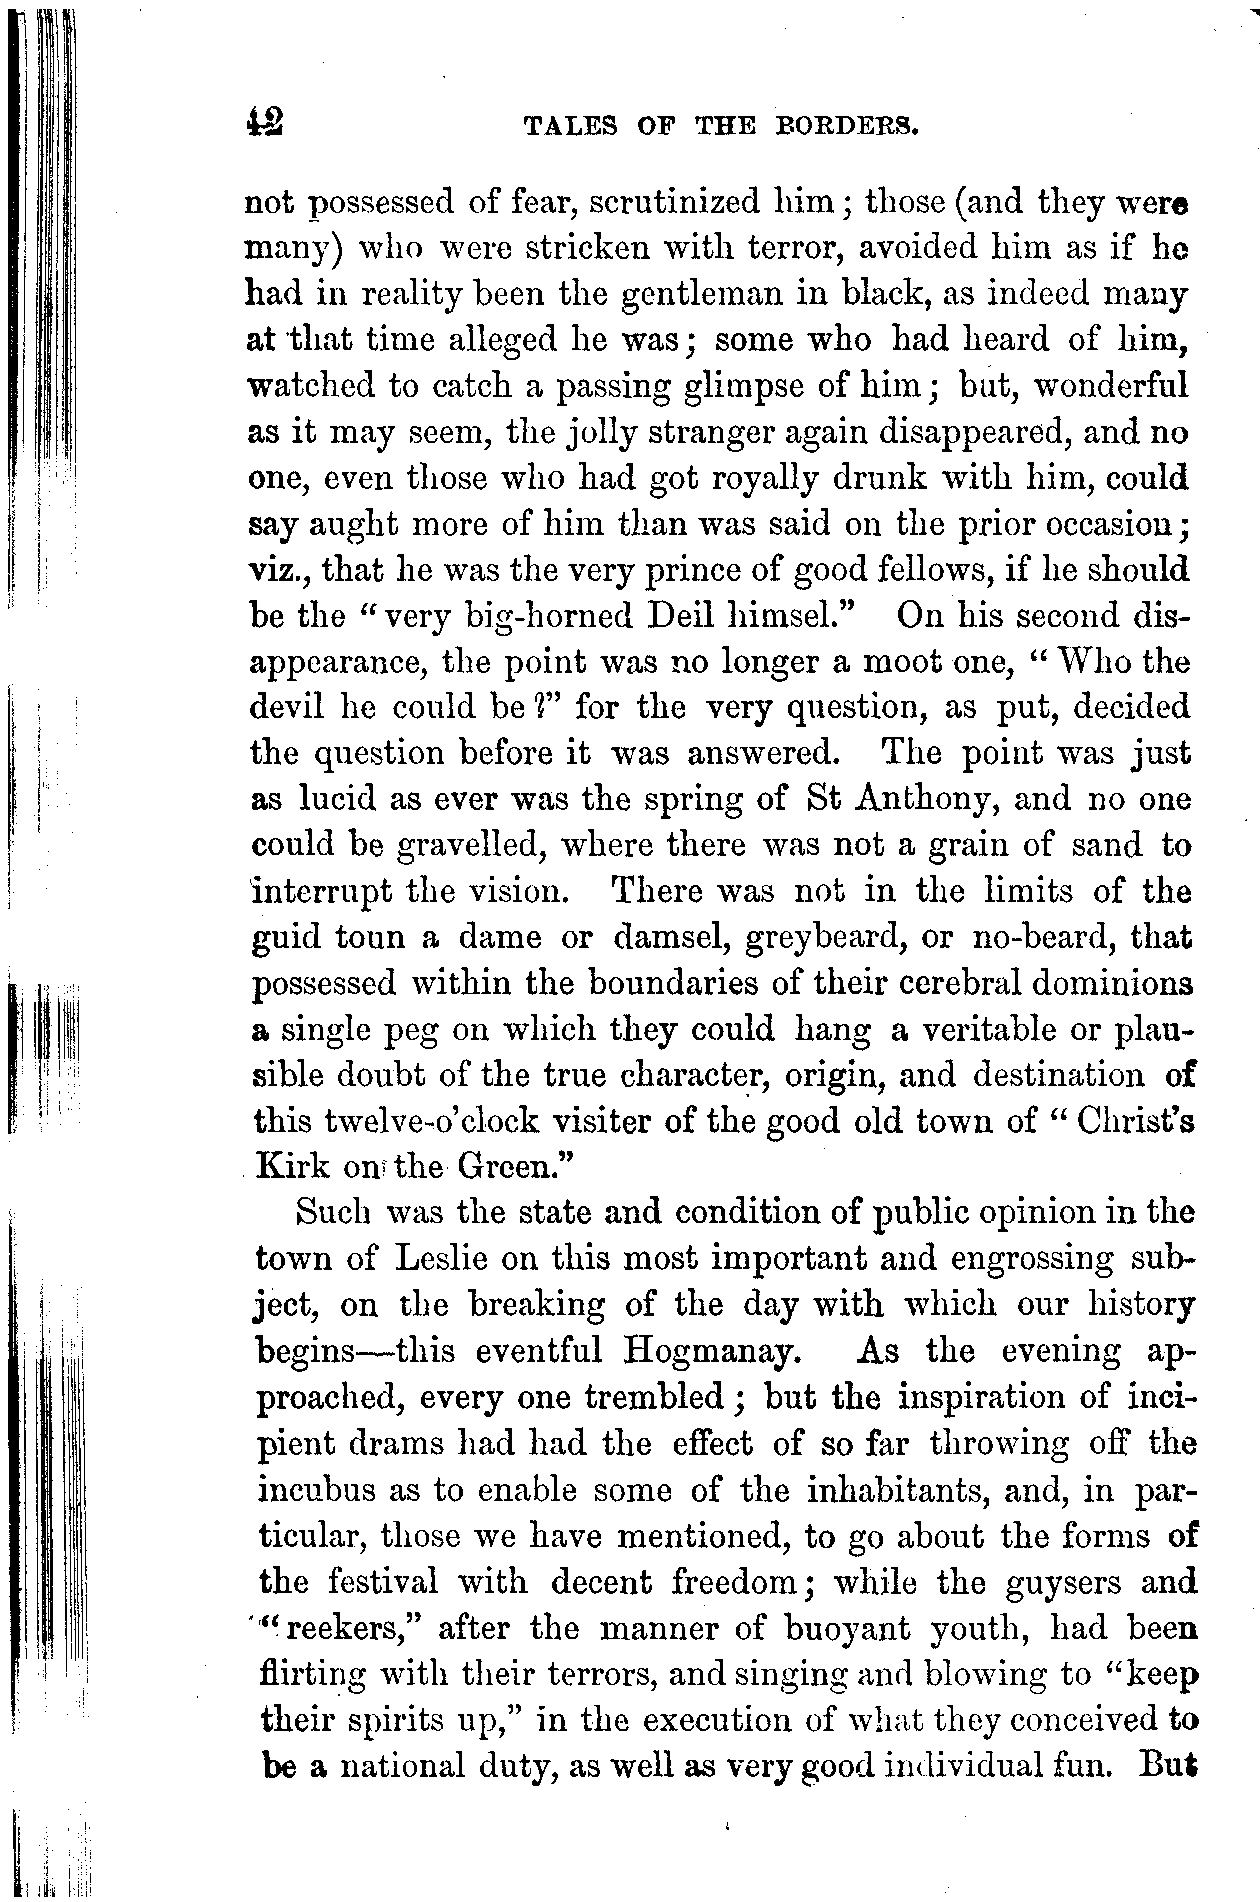 42 TALES OF THE BORDERS.
not possessed of fear, scrutinized him; those (and they were
many) who were stricken with terror, avoided him as if he
had in reality been the gentleman in black, as indeed many
at that time alleged he was; some who had heard of him,
watched to catch a passing glimpse of him; but, wonderful
as it may seem, the jolly stranger again disappeared, and no
one, even those who had got royally drunk with him, could
say aught more of him than was said on the prior occasion;
viz., that he was the very prince of good fellows, if he should
be the "very big-horned Deil himsel." On his second dis-
appearance, the point was no longer a moot one, "Who the
devil he could be?" for the very question, as put, decided
the question before it was answered. The point was just
as lucid as ever was the spring of St Anthony, and no one
could be gravelled, where there was not a grain of sand to
interrupt the vision. There was not in the limits of the
guid toun a dame or damsel, greybeard, or no-beard, that
possessed within the boundaries of their cerebral dominions
a single peg on which they could hang a veritable or plau-
sible doubt of the true character, origin, and destination of
this twelve-o'clock visiter of the good old town of "Christ's
Kirk on the Green."
Such was the state and condition of public opinion in the
town of Leslie on this most important and engrossing sub-
ject, on the breaking of the day with which our history
begins—this eventful Hogmanay. As the evening ap-
proached, every one trembled; but the inspiration of inci-
pient drams had had the effect of so far throwing off the
incubus as to enable some of the inhabitants, and, in par-
ticular, those we have mentioned, to go about the forms of
the festival with decent freedom; while the guysers and
"reekers," after the manner of buoyant youth, had been
flirting with their terrors, and singing and blowing to "keep
their spirits up," in the execution of what they conceived to
be a national duty, as well as very good individual fun. But